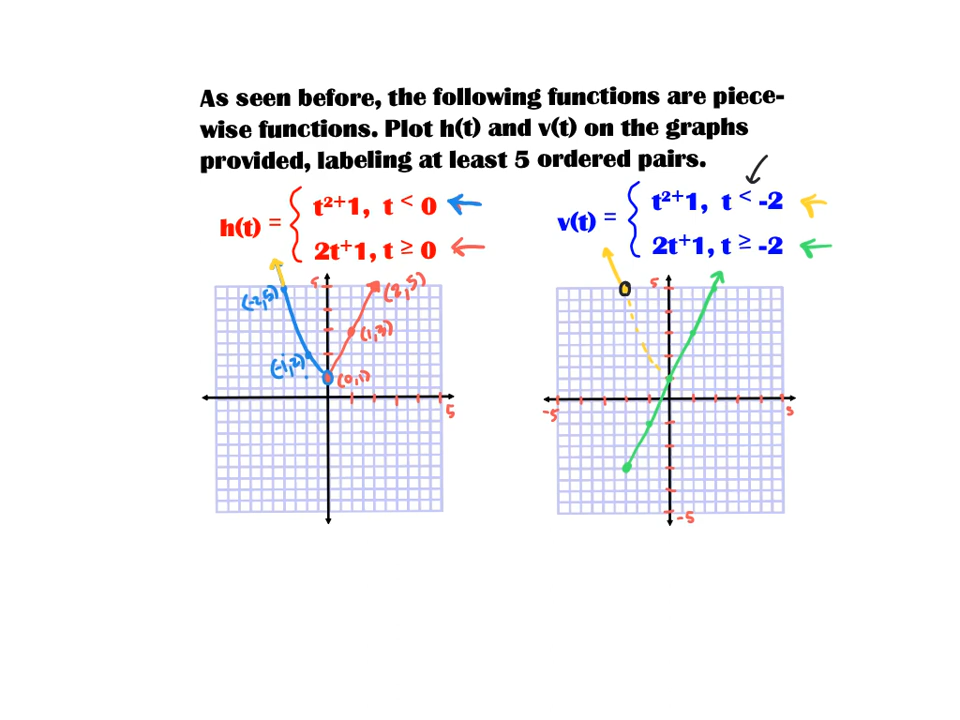 As seen before, the following functions are piece-
wise functions. Plot h(t) and v(t) on the graphs
provided, labeling at least 5 ordered pairs.
h(t) = { t²+1, t < 0
2t+1, t ≥ 0
v(t) = { t²+1, t < -2
2t+1, t ≥ -2
5
(-2,5)
(2,5)
(1,3)
(-1,2)
(0,1)
5
5
-5
5
-5